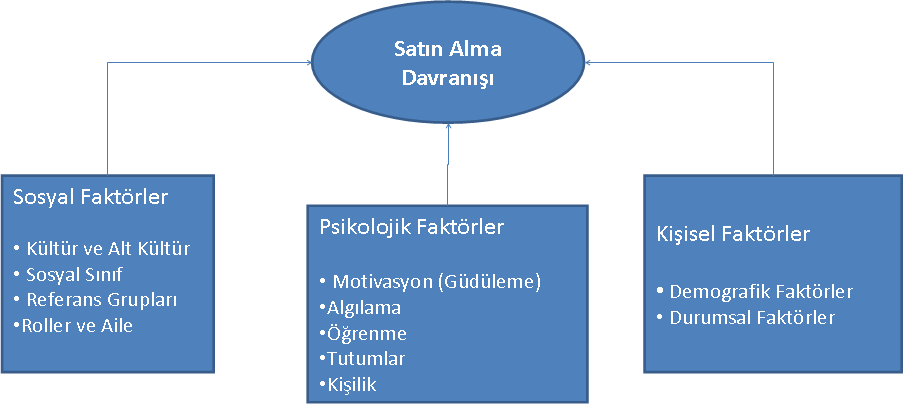 Satın Alma
Davranışı
Sosyal Faktörler
• Kültür ve Alt Kültür
• Sosyal Sınıf
• Referans Grupları
•Roller ve Aile
Psikolojik Faktörler
• Motivasyon (Güdüleme)
•Algılama
•Öğrenme
•Tutumlar
•Kişilik
Kişisel Faktörler
• Demografik Faktörler
• Durumsal Faktörler